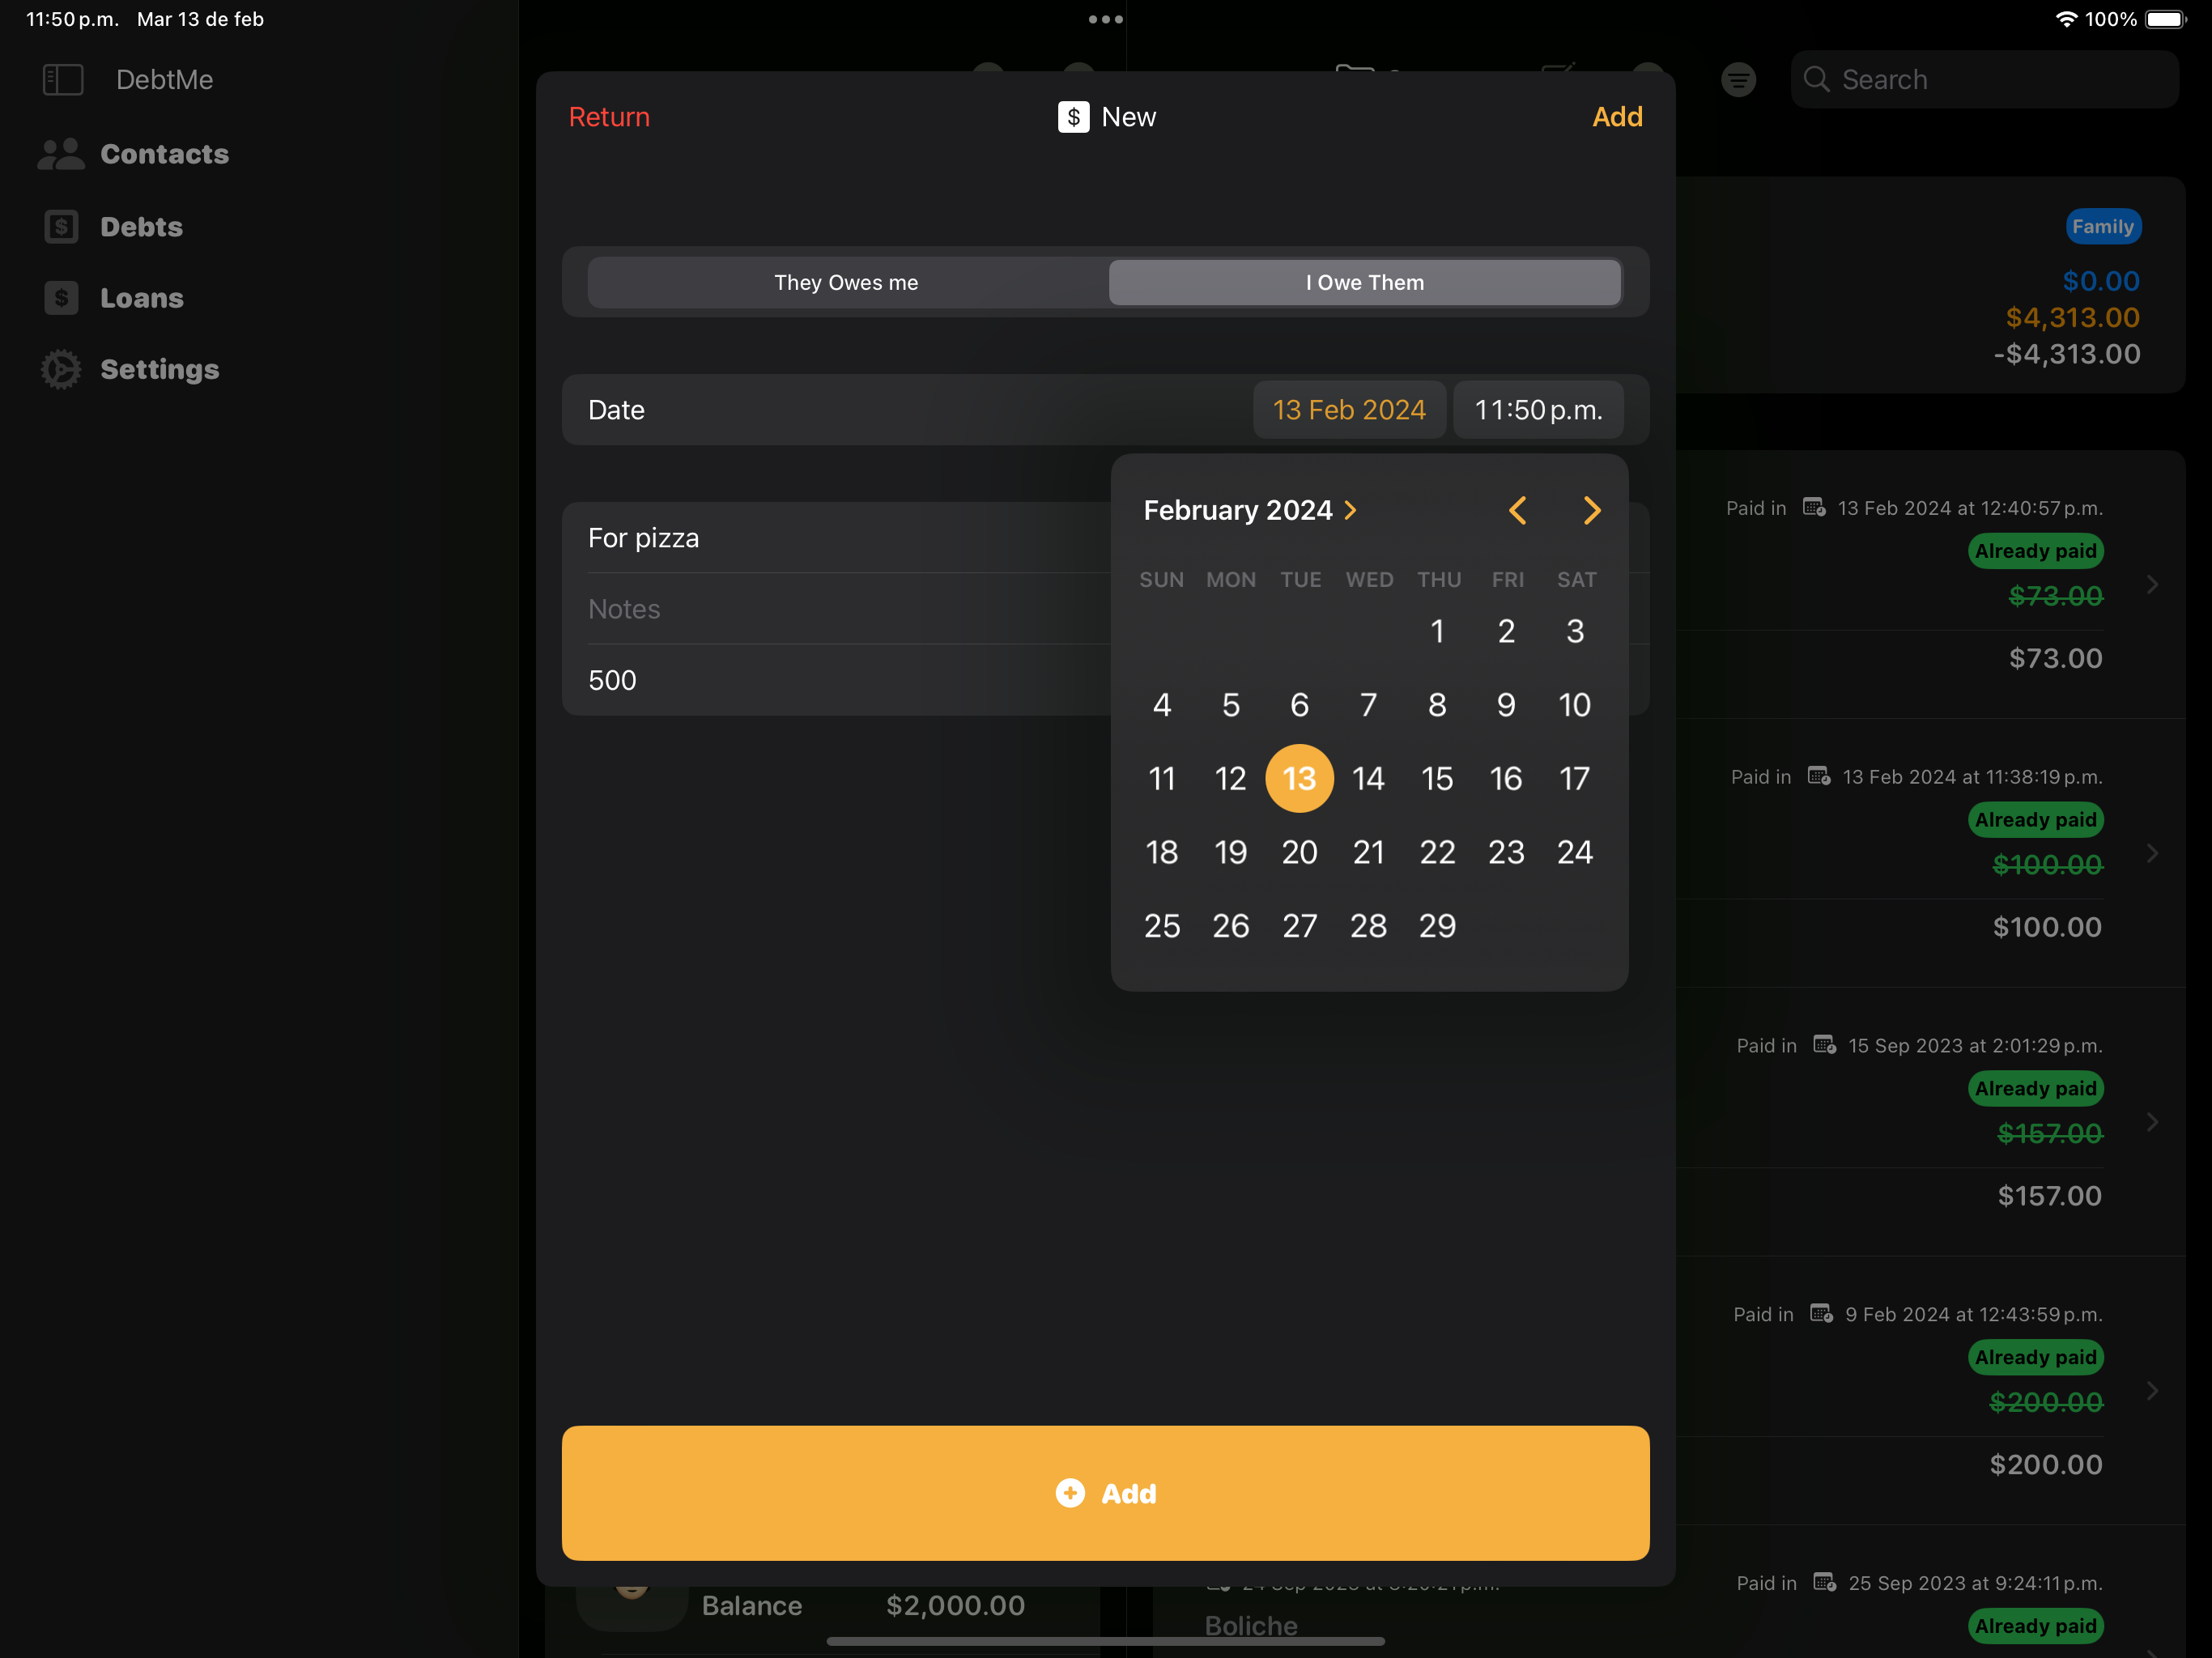 11:50 p.m. Mar 13 de feb
100%
DebtMe
Contacts
Debts
Loans
Settings
Return
New
Add
They Owes me
I Owe Them
Date
13 Feb 2024
11:50 p.m.
For pizza
Notes
500
February 2024
SUN MON TUE WED THU FRI SAT
1 2 3
4 5 6 7 8 9 10
11 12 13 14 15 16 17
18 19 20 21 22 23 24
25 26 27 28 29
Add
Balance $2,000.00
Search
Family
$0.00
$4,313.00
-$4,313.00
Paid in 13 Feb 2024 at 12:40:57 p.m.
Already paid
$73.00
$73.00
Paid in 13 Feb 2024 at 11:38:19 p.m.
Already paid
$100.00
$100.00
Paid in 15 Sep 2023 at 2:01:29 p.m.
Already paid
$157.00
$157.00
Paid in 9 Feb 2024 at 12:43:59 p.m.
Already paid
$200.00
$200.00
Paid in 25 Sep 2023 at 9:24:11 p.m.
Boliche
Already paid